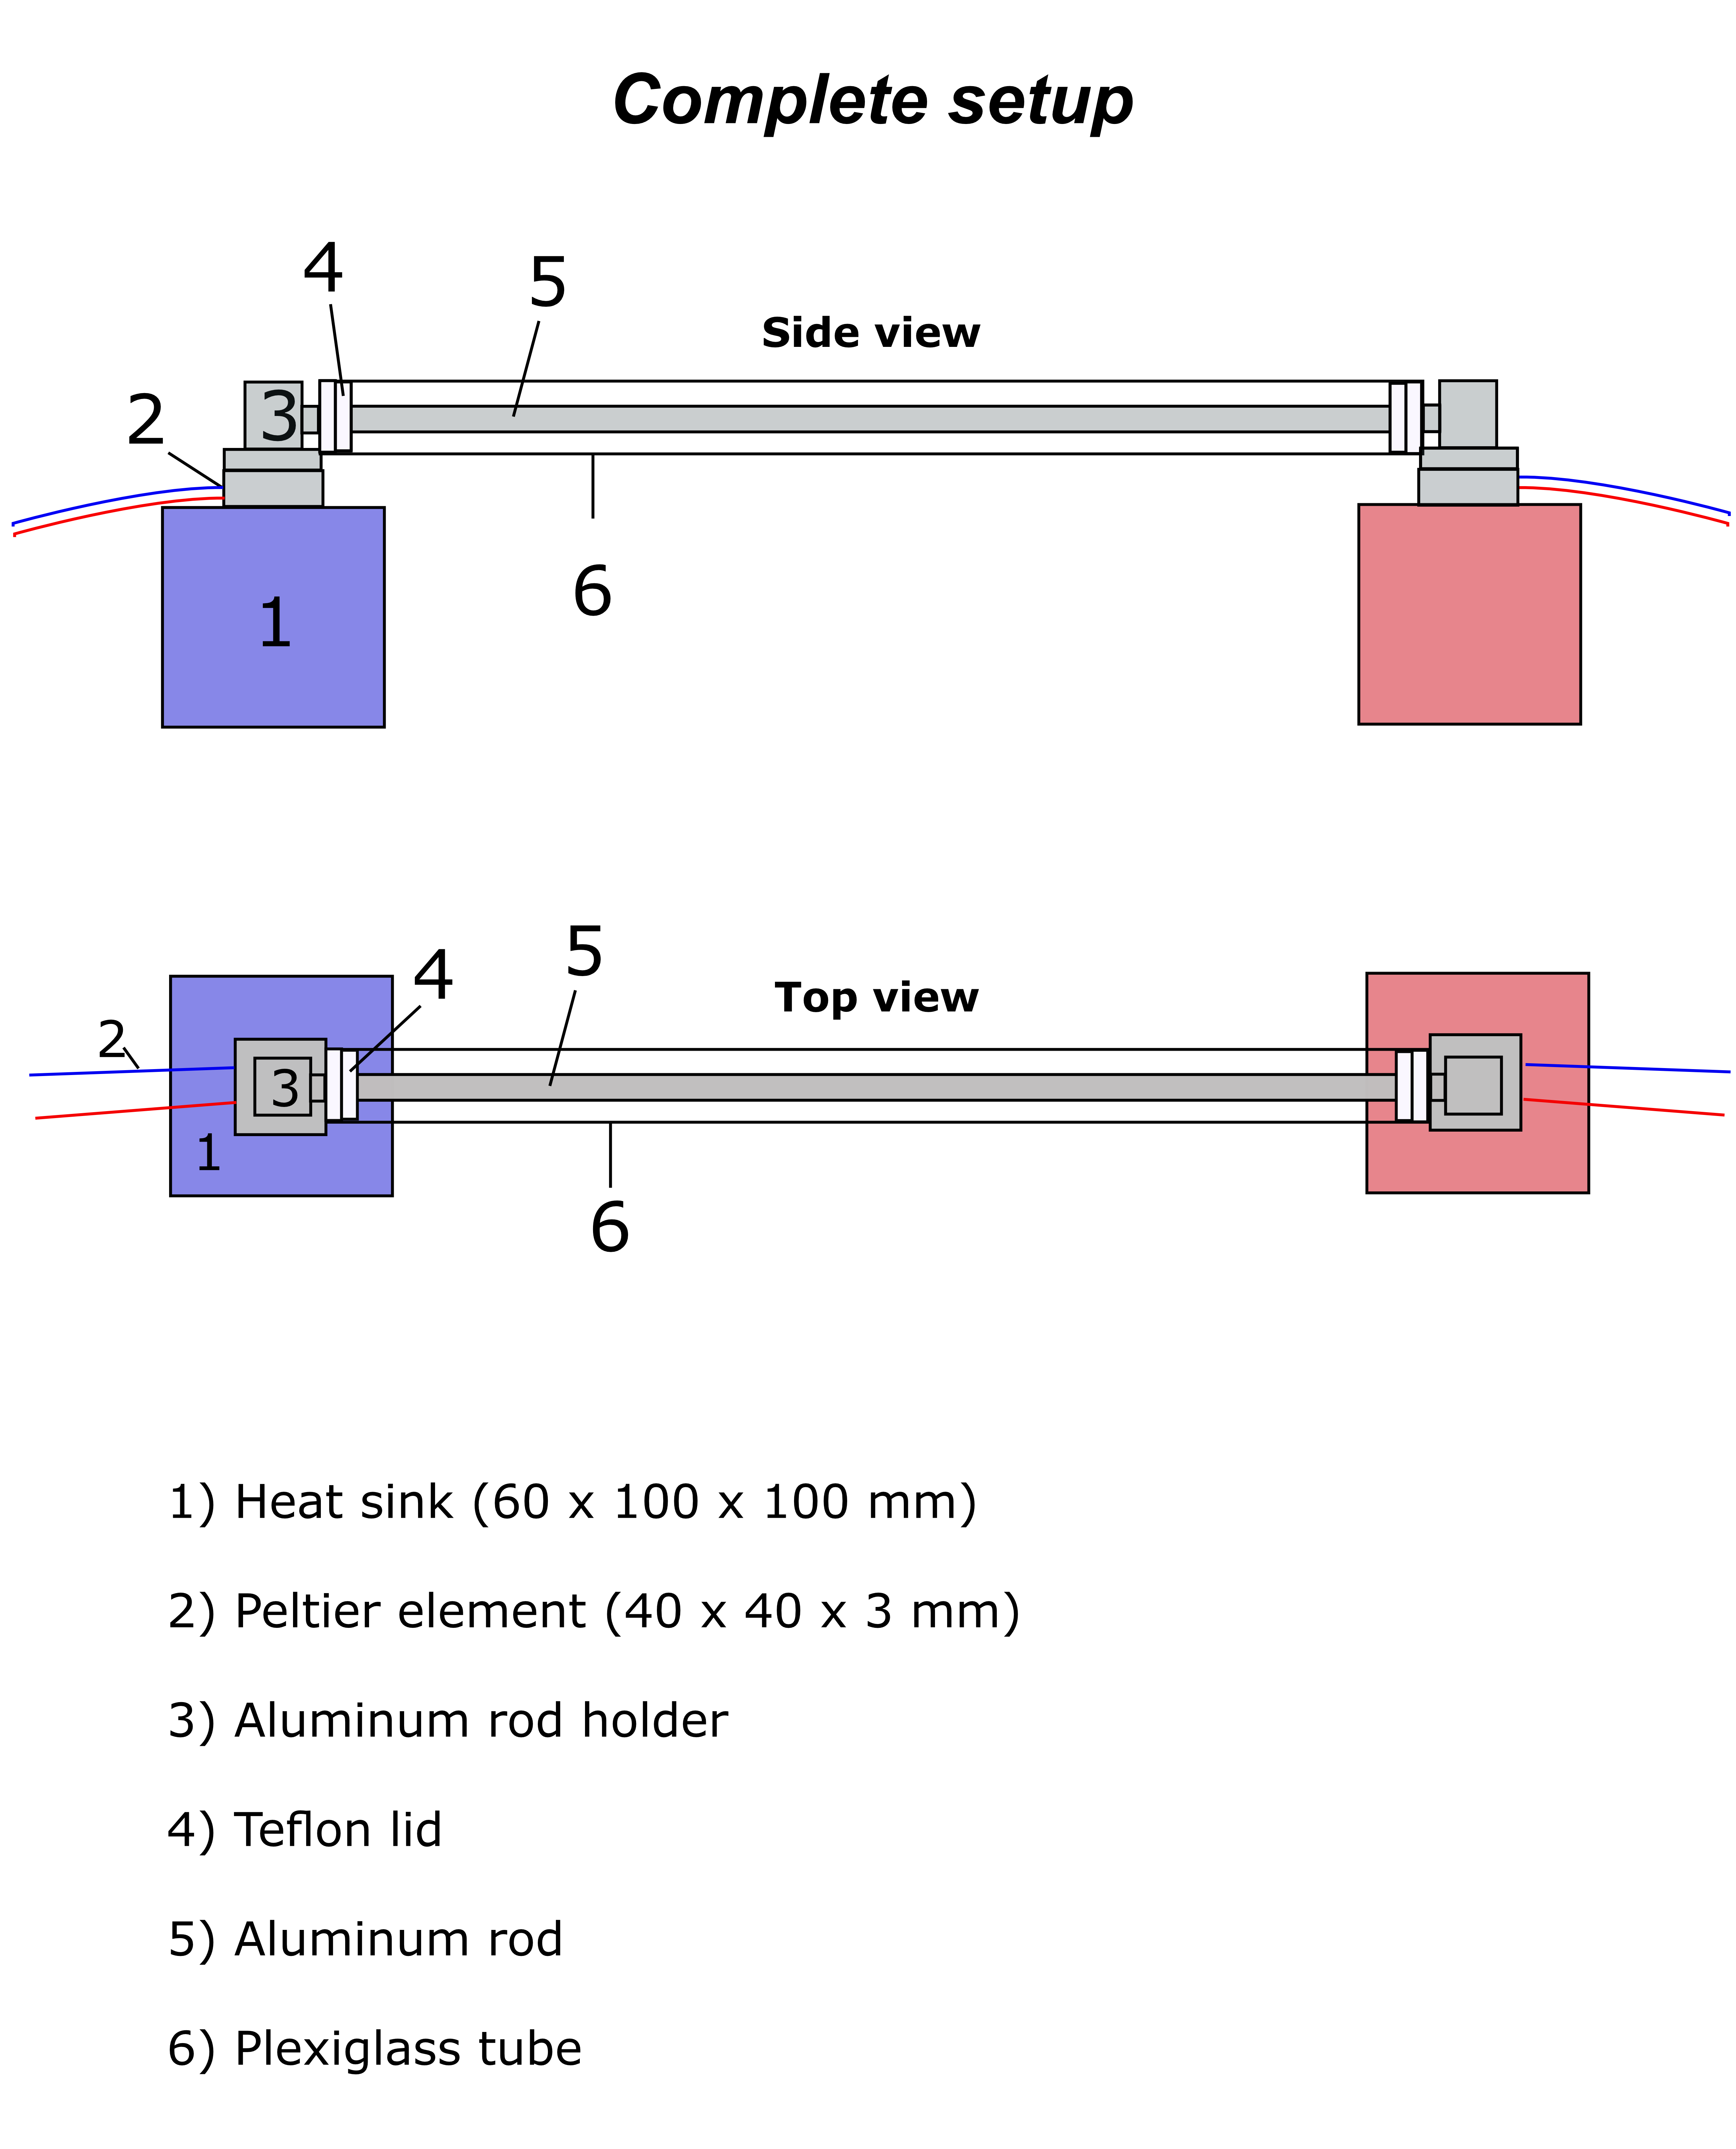 Complete setup
4
5
Side view
2
3
1
6
5
4
Top view
2
3
1
6
1) Heat sink (60 x 100 x 100 mm)
2) Peltier element (40 x 40 x 3 mm)
3) Aluminum rod holder
4) Teflon lid
5) Aluminum rod
6) Plexiglass tube